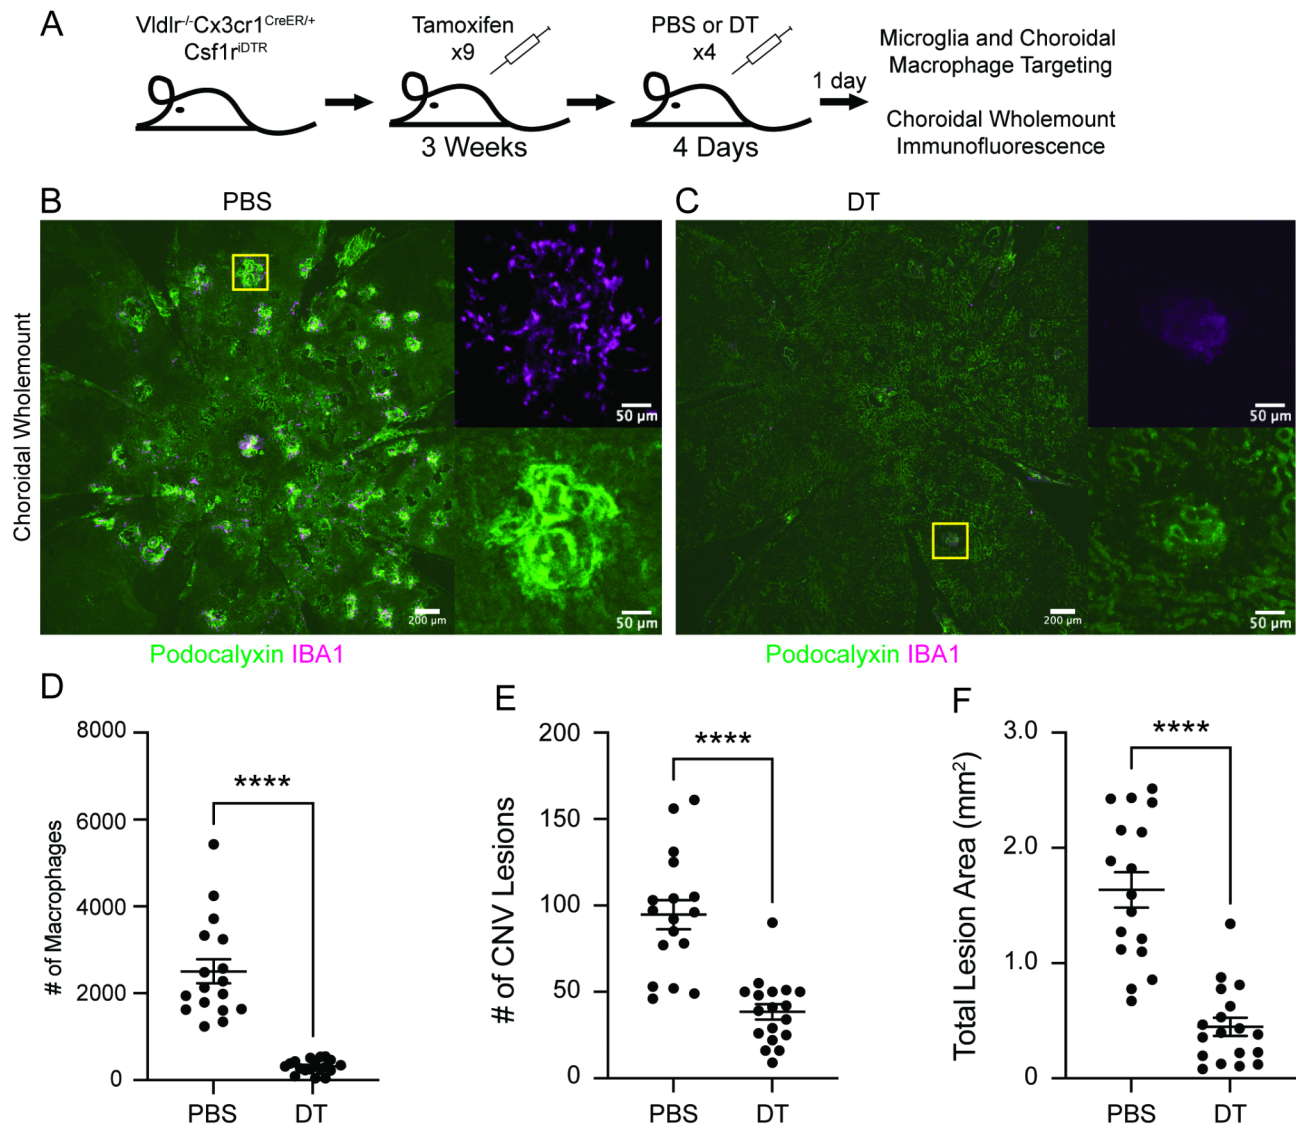 A
Vldlr-/-Cx3cr1CreER/+
Csf1riDTR
Tamoxifen
x9
3 Weeks
PBS or DT
x4
4 Days
1 day
Microglia and Choroidal
Macrophage Targeting
Choroidal Wholemount
Immunofluorescence
B
PBS
C
DT
Choroidal Wholemount
200 µm
50 µm
50 µm
200 µm
50 µm
50 µm
Podocalyxin IBA1
Podocalyxin IBA1
D
# of Macrophages
8000
6000
4000
2000
0
****
PBS
DT
E
# of CNV Lesions
200
150
100
50
0
****
PBS
DT
F
Total Lesion Area (mm2)
3.0
2.0
1.0
0
****
PBS
DT